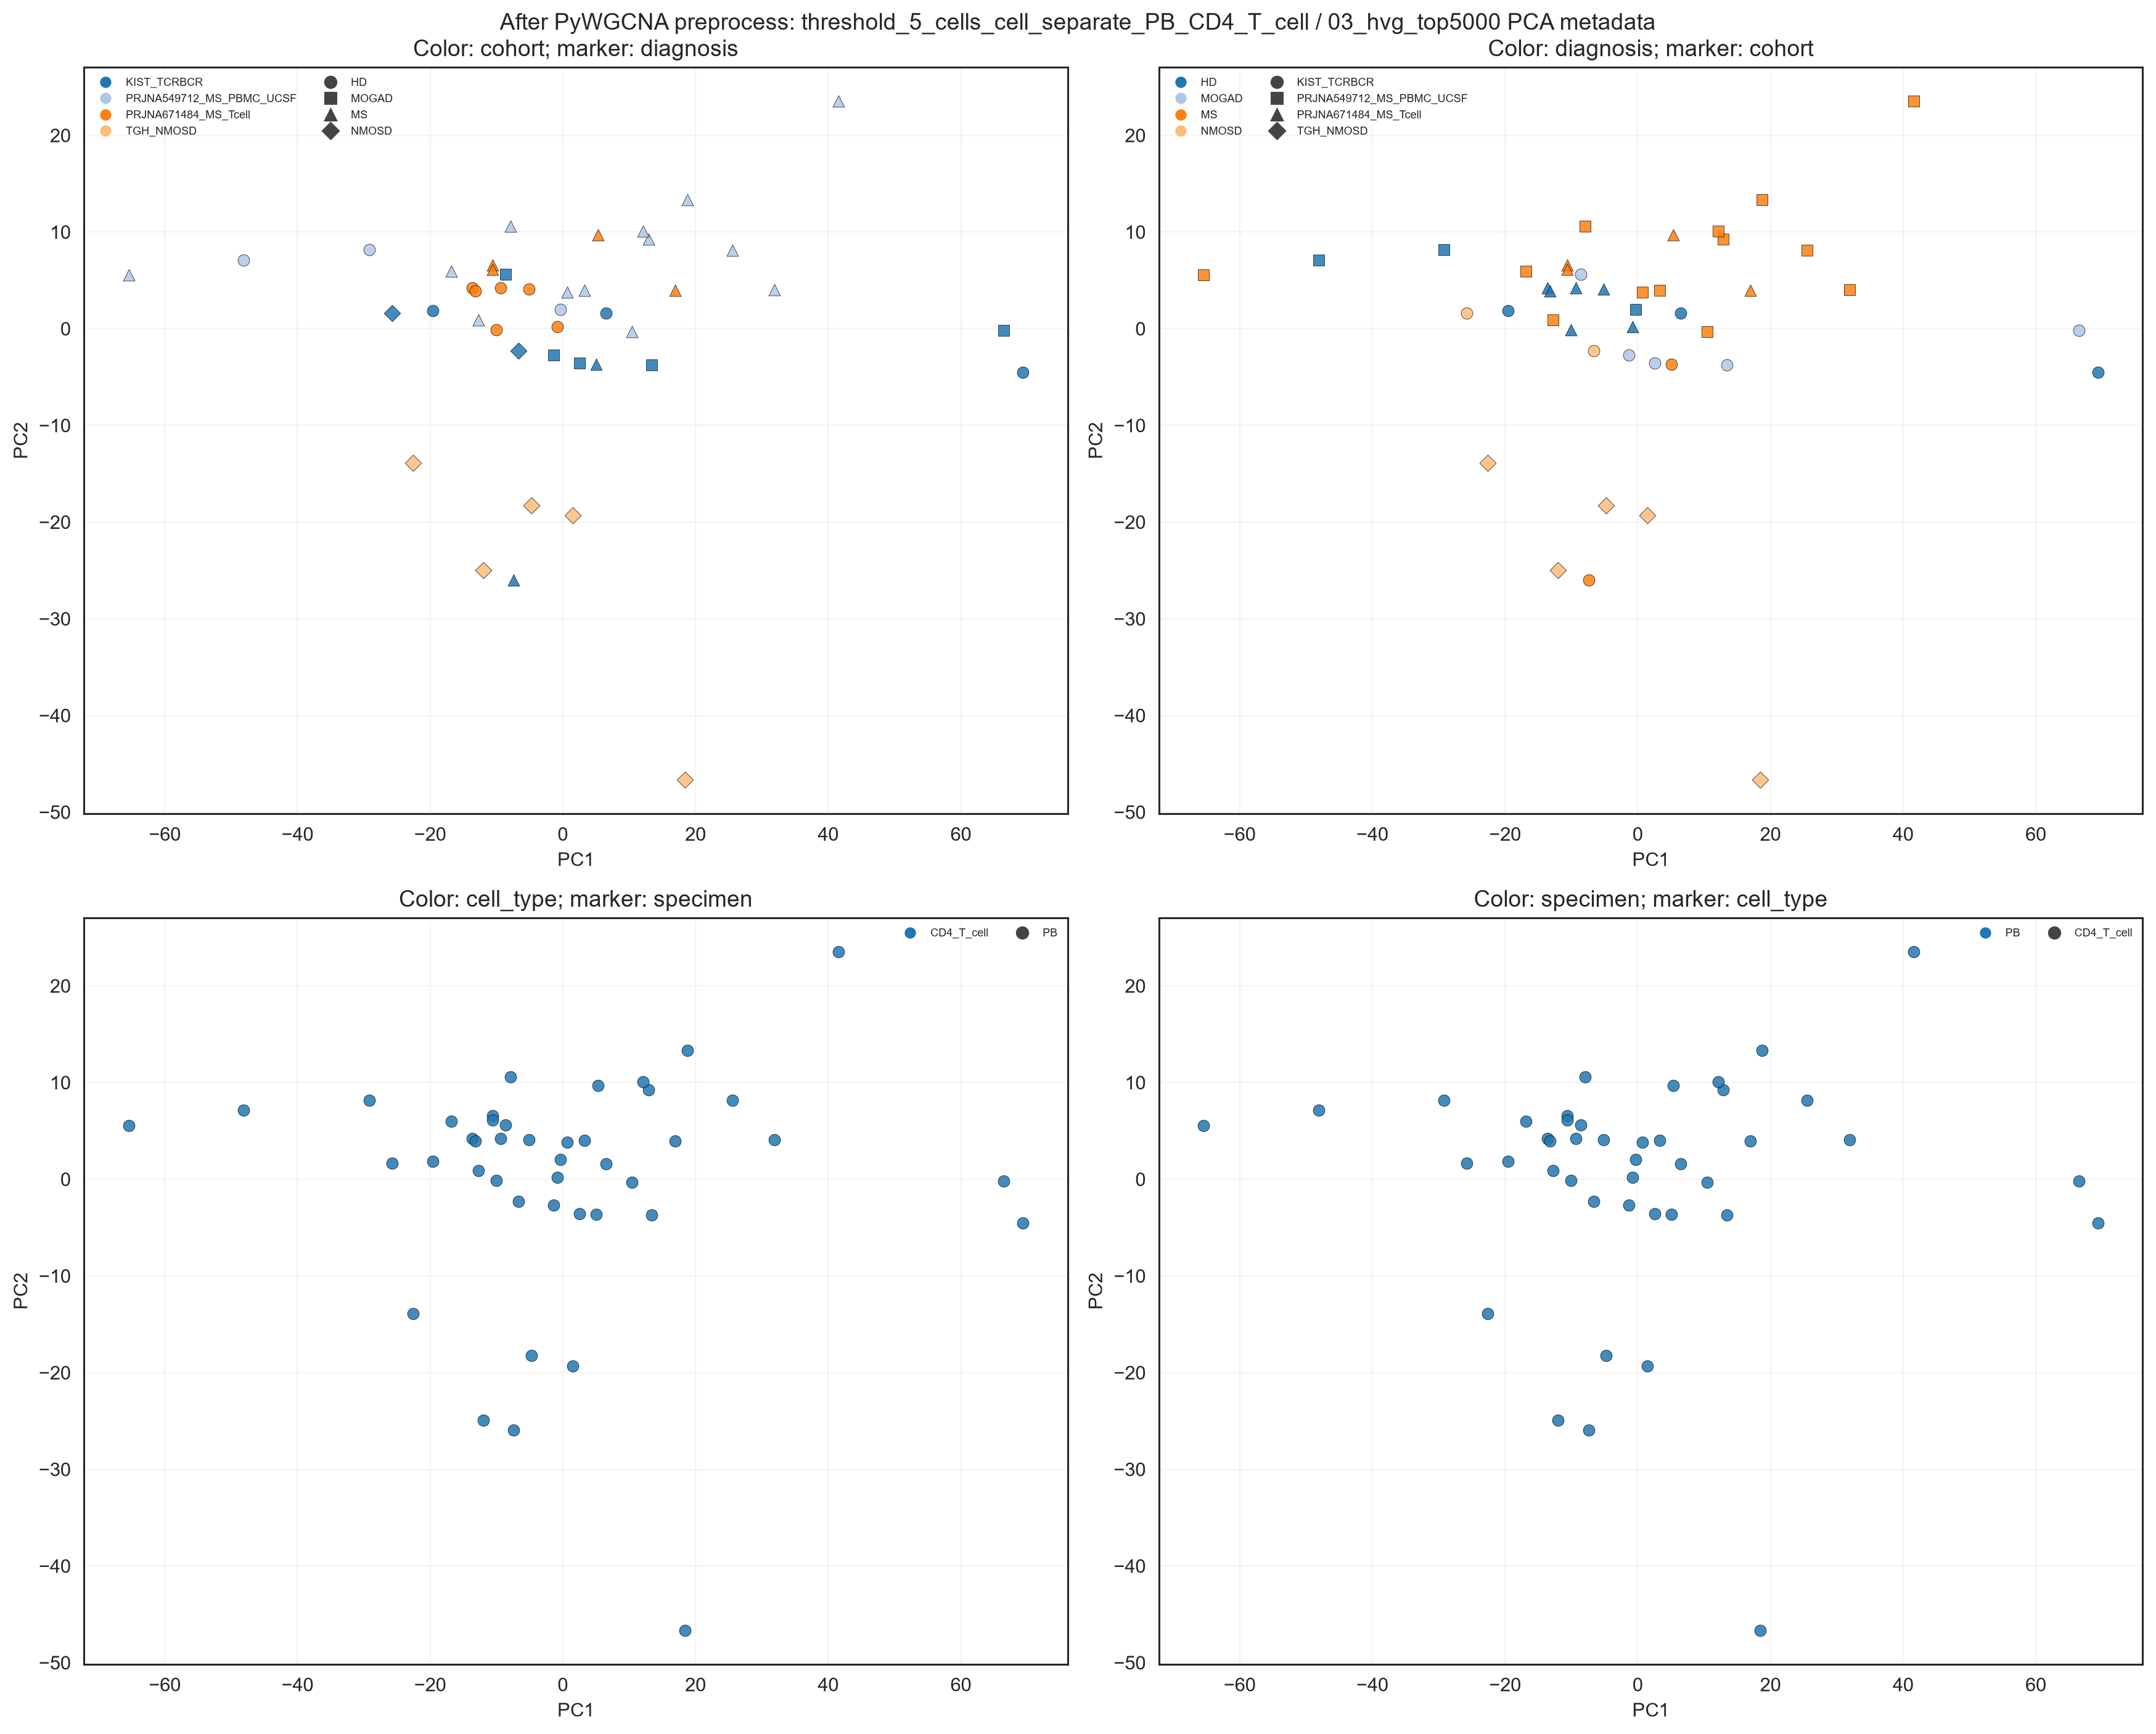 After PyWGCNA preprocess: threshold_5_cells_cell_separate_PB_CD4_T_cell / 03_hvg_top5000 PCA metadata
Color: cohort; marker: diagnosis
KIST_TCRBCR
PRJNA549712_MS_PBMC_UCSF
PRJNA671484_MS_Tcell
TGH_NMOSD
HD
MOGAD
MS
NMOSD
20
10
0
−10
−20
−30
−40
−50
PC2
−60 −40 −20 0 20 40 60
PC1
Color: diagnosis; marker: cohort
HD
MOGAD
MS
NMOSD
KIST_TCRBCR
PRJNA549712_MS_PBMC_UCSF
PRJNA671484_MS_Tcell
TGH_NMOSD
20
10
0
−10
−20
−30
−40
−50
PC2
−60 −40 −20 0 20 40 60
PC1
Color: cell_type; marker: specimen
CD4_T_cell PB
20
10
0
−10
−20
−30
−40
−50
PC2
−60 −40 −20 0 20 40 60
PC1
Color: specimen; marker: cell_type
PB CD4_T_cell
20
10
0
−10
−20
−30
−40
−50
PC2
−60 −40 −20 0 20 40 60
PC1